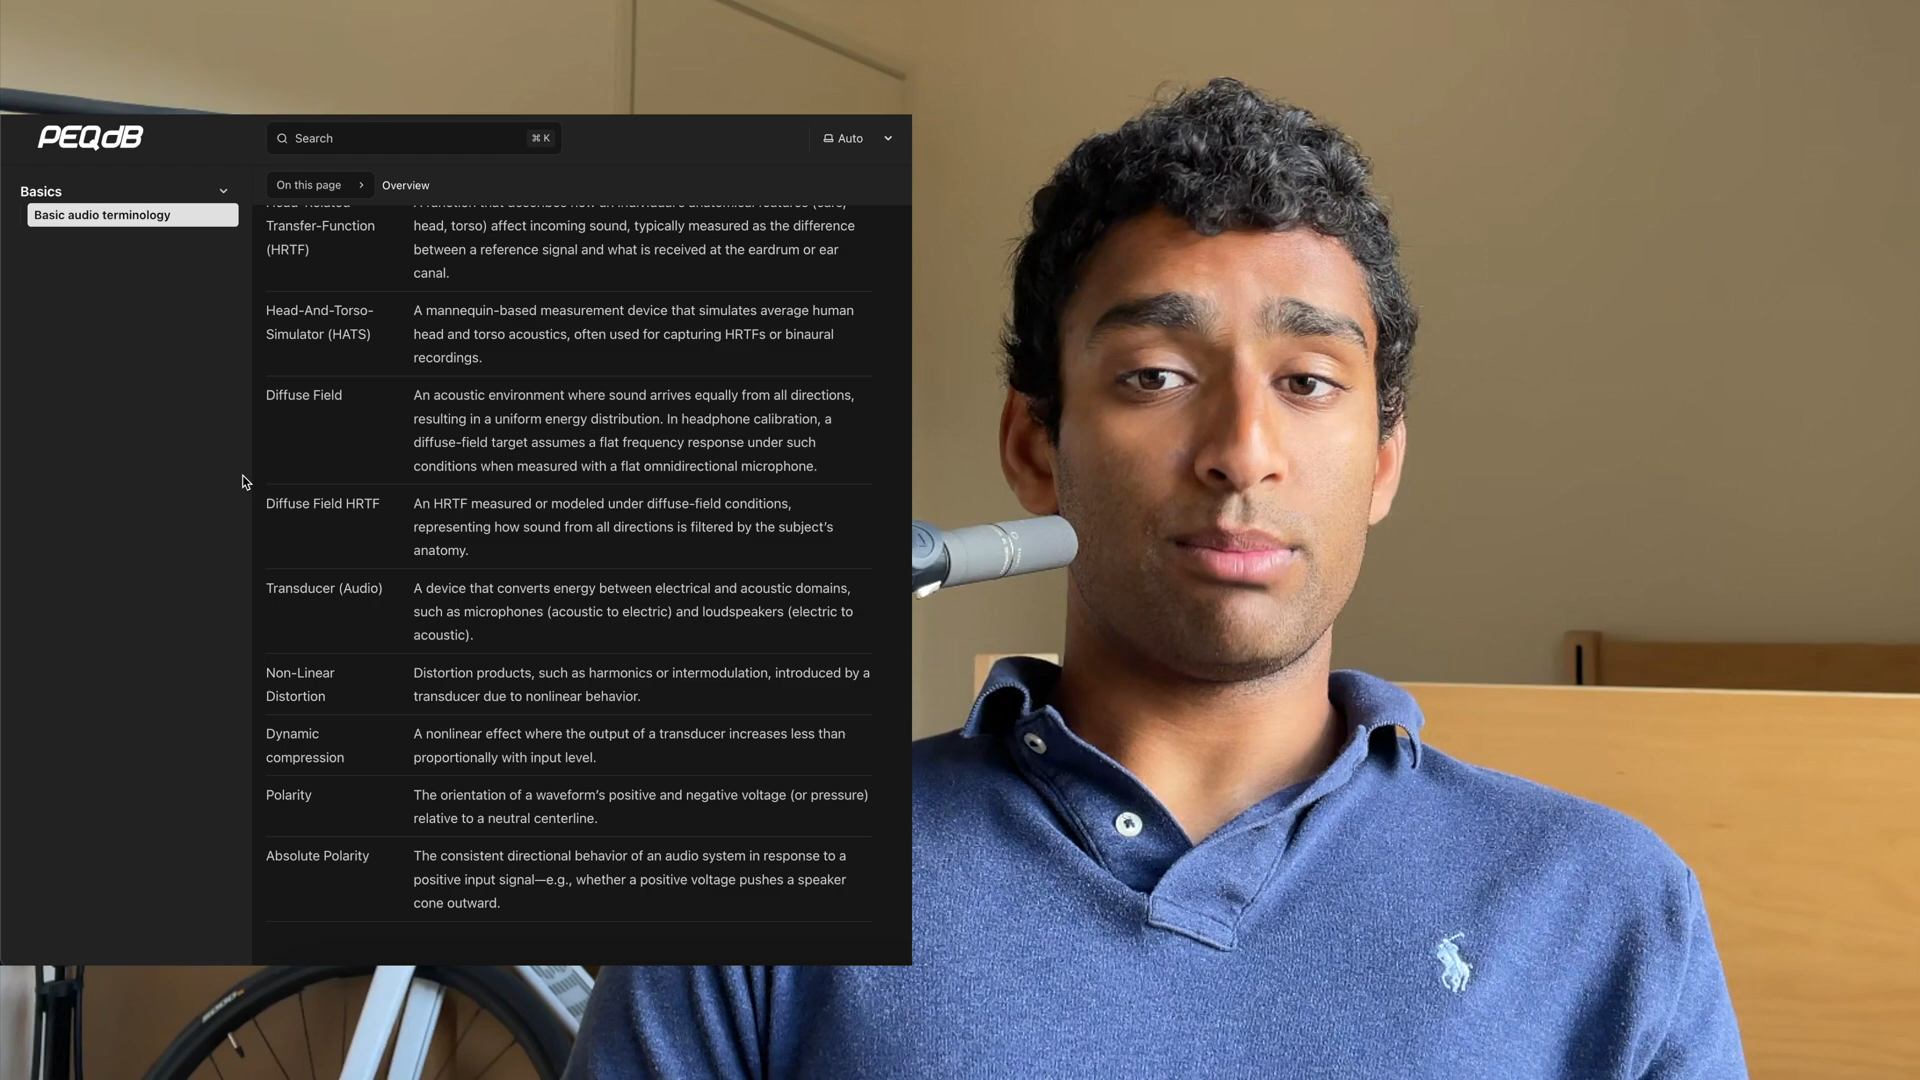 PEQdB
Search
⌘ K
Auto
Basics
Basic audio terminology
On this page
Overview
Head-Related
Transfer-Function
(HRTF)
A function that describes how an individual's anatomical features (ears,
head, torso) affect incoming sound, typically measured as the difference
between a reference signal and what is received at the eardrum or ear
canal.
Head-And-Torso-
Simulator (HATS)
A mannequin-based measurement device that simulates average human
head and torso acoustics, often used for capturing HRTFs or binaural
recordings.
Diffuse Field
An acoustic environment where sound arrives equally from all directions,
resulting in a uniform energy distribution. In headphone calibration, a
diffuse-field target assumes a flat frequency response under such
conditions when measured with a flat omnidirectional microphone.
Diffuse Field HRTF
An HRTF measured or modeled under diffuse-field conditions,
representing how sound from all directions is filtered by the subject’s
anatomy.
Transducer (Audio)
A device that converts energy between electrical and acoustic domains,
such as microphones (acoustic to electric) and loudspeakers (electric to
acoustic).
Non-Linear
Distortion
Distortion products, such as harmonics or intermodulation, introduced by a
transducer due to nonlinear behavior.
Dynamic
compression
A nonlinear effect where the output of a transducer increases less than
proportionally with input level.
Polarity
The orientation of a waveform’s positive and negative voltage (or pressure)
relative to a neutral centerline.
Absolute Polarity
The consistent directional behavior of an audio system in response to a
positive input signal—e.g., whether a positive voltage pushes a speaker
cone outward.